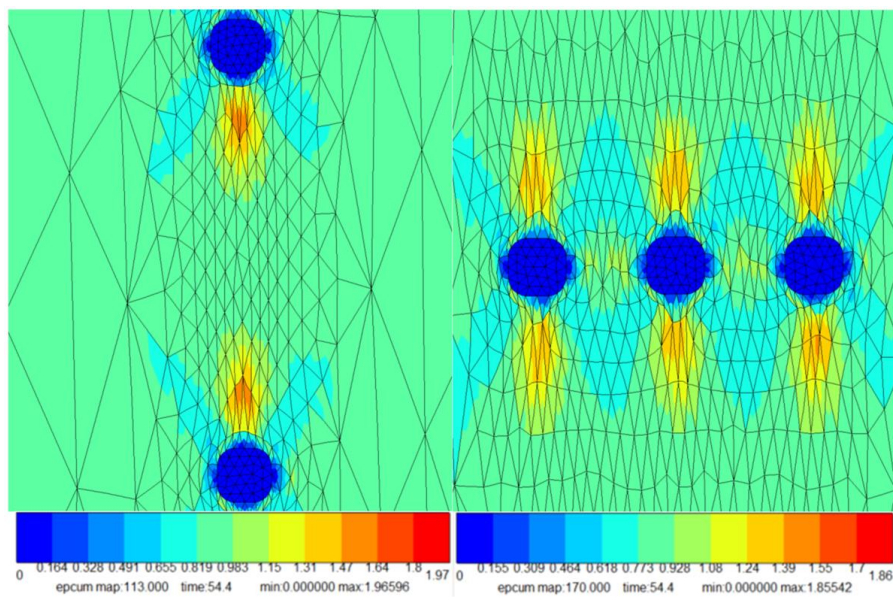 0 0.164 0.328 0.491 0.655 0.819 0.983 1.15 1.31 1.47 1.64 1.8 1.97
epcum map:113.000 time:54.4 min:0.000000 max:1.96596
0 0.155 0.309 0.464 0.618 0.773 0.928 1.08 1.24 1.39 1.55 1.7 1.86
epcum map:170.000 time:54.4 min:0.000000 max:1.85542